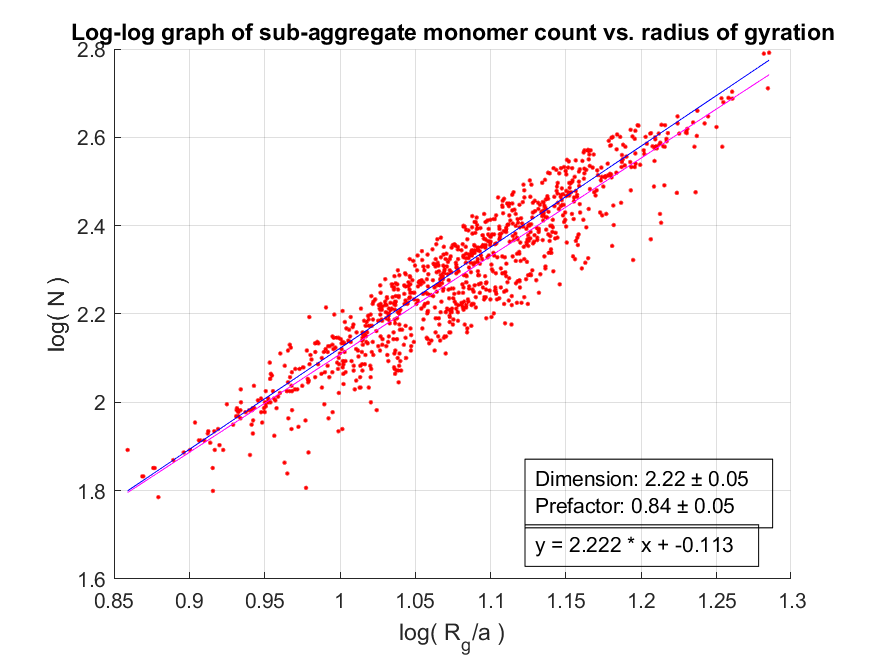 Log-log graph of sub-aggregate monomer count vs. radius of gyration
2.8
2.6
2.4
2.2
2
1.8
1.6
log( N )
Dimension: 2.22 ± 0.05
Prefactor: 0.84 ± 0.05
y = 2.222 * x + -0.113
0.85 0.9 0.95 1 1.05 1.1 1.15 1.2 1.25 1.3
log( R_g/a )